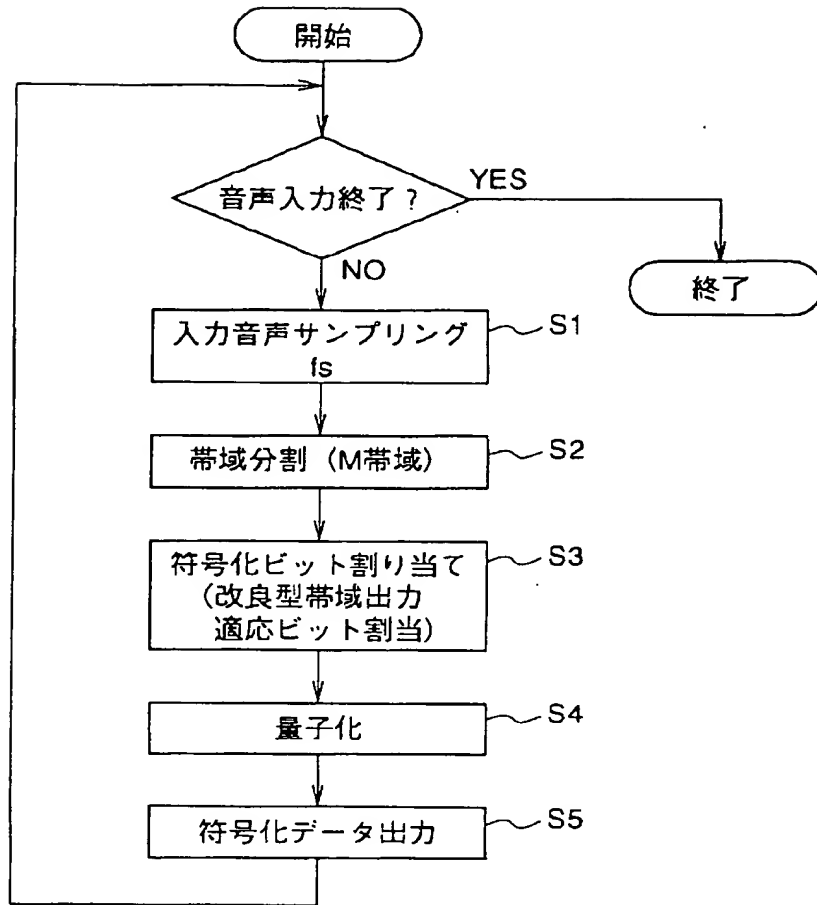 開始
音声入力終了?
YES
NO
終了
入力音声サンプリング
fs
S1
帯域分割(M帯域)
S2
符号化ビット割り当て
(改良型帯域出力
適応ビット割当)
S3
量子化
S4
符号化データ出力
S5